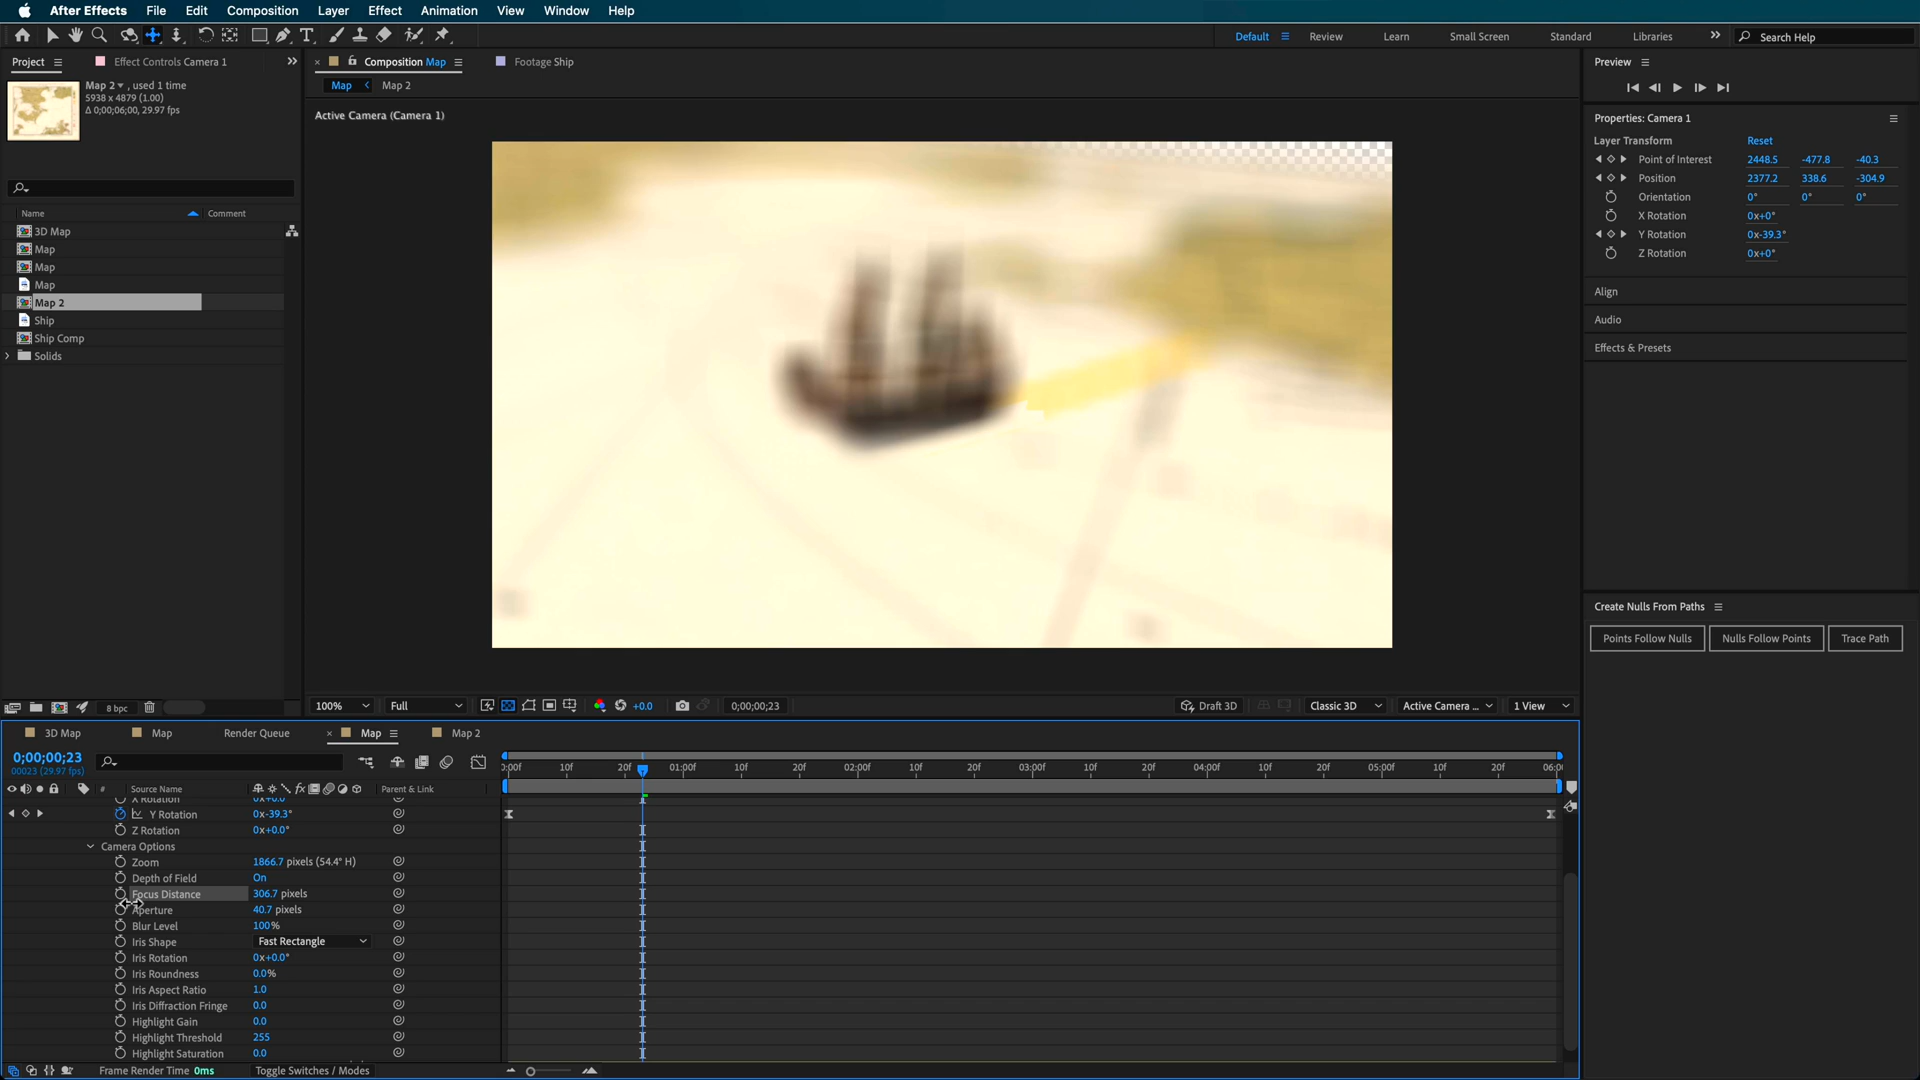 After Effects File Edit Composition Layer Effect Animation View Window Help
Default Review Learn Small Screen Standard Libraries Search Help
Project Effect Controls Camera 1
Map 2 , used 1 time
5938 x 4879 (1.00)
Δ 0;00;06;00, 29.97 fps
Name Comment
3D Map
Map
Map
Map
Map 2
Ship
Ship Comp
Solids
8 bpc
Composition Map Footage Ship
Map Map 2
Active Camera (Camera 1)
100% Full +0.0 0;00;00;23 Draft 3D Classic 3D Active Camera ... 1 View
Preview
Properties: Camera 1
Layer Transform Reset
Point of Interest 2448.5 -477.8 -40.3
Position 2377.2 338.6 -304.9
Orientation 0° 0° 0°
X Rotation 0x+0°
Y Rotation 0x-39.3°
Z Rotation 0x+0°
Align
Audio
Effects & Presets
Create Nulls From Paths
Points Follow Nulls Nulls Follow Points Trace Path
3D Map Map Render Queue Map Map 2
0;00;00;23
00023 (29.97 fps)
0:00f 10f 20f 01:00f 10f 20f 02:00f 10f 20f 03:00f 10f 20f 04:00f 10f 20f 05:00f 10f 20f 06:0
# Source Name fx Parent & Link
X Rotation 0x+0.0°
Y Rotation 0x-39.3°
Z Rotation 0x+0.0°
Camera Options
Zoom 1866.7 pixels (54.4° H)
Depth of Field On
Focus Distance 306.7 pixels
Aperture 40.7 pixels
Blur Level 100%
Iris Shape Fast Rectangle
Iris Rotation 0x+0.0°
Iris Roundness 0.0%
Iris Aspect Ratio 1.0
Iris Diffraction Fringe 0.0
Highlight Gain 0.0
Highlight Threshold 255
Highlight Saturation 0.0
Frame Render Time 0ms Toggle Switches / Modes